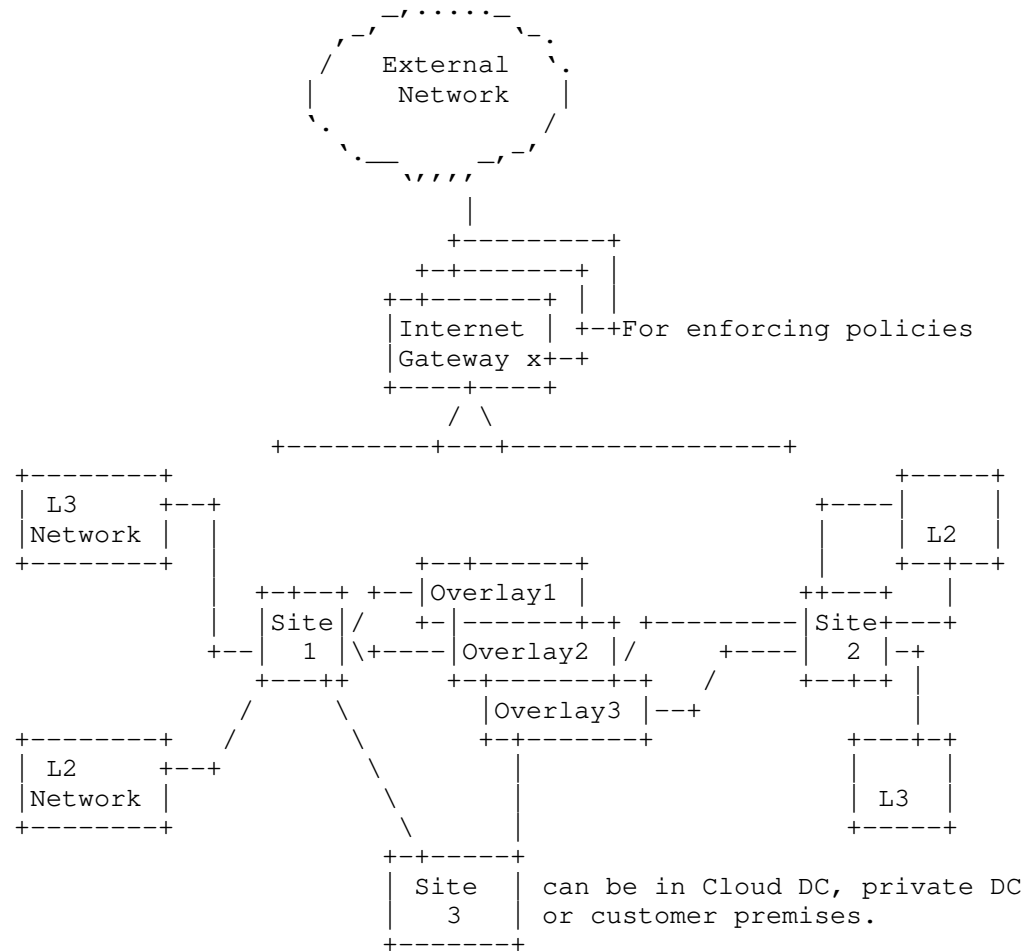 External
Network
Internet
Gateway x
For enforcing policies
L3
Network
L2
Overlay1
Site
1
Overlay2
Site
2
Overlay3
L2
Network
L3
Site
3
can be in Cloud DC, private DC
or customer premises.